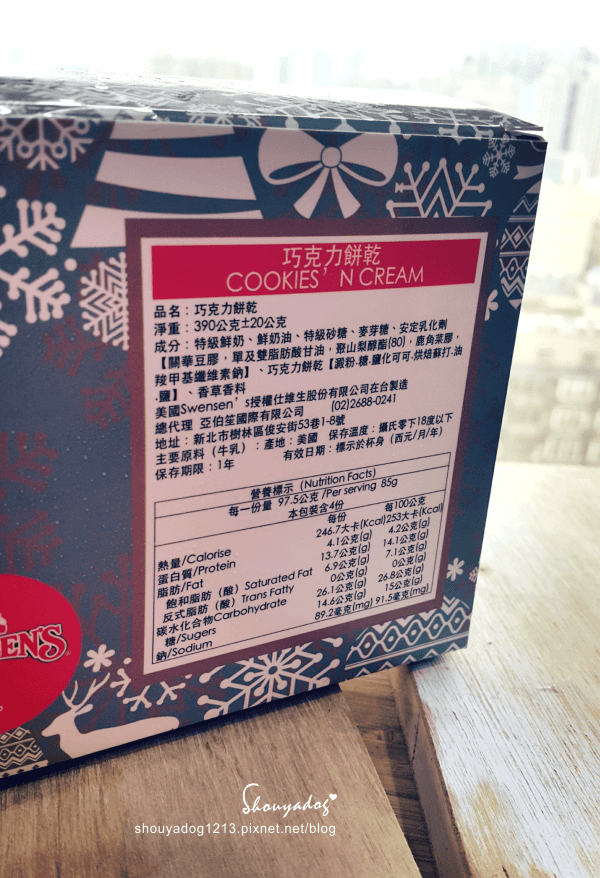 巧克力餅乾
COOKIES' N CREAM
品名：巧克力餅乾
淨重：390公克±20公克
成分：特級鮮奶、鮮奶油、特級砂糖、麥芽糖、安定乳化劑
【關華豆膠，單及雙脂肪酸甘油，聚山梨醇酯(80)，鹿角菜膠，
羧甲基纖維素鈉】、巧克力餅乾【澱粉.糖.鹽化可可.烘焙蘇打.油
.鹽】、香草香料
美國Swensen's授權仕維生股份有限公司在台製造
總代理 亞伯笙國際有限公司 (02)2688-0241
地址：新北市樹林區俊安街53巷1-8號
主要原料（牛乳）：產地：美國 保存溫度：攝氏零下18度以下
保存期限：1年 有效日期：標示於杯身（西元/月/年）
營養標示（Nutrition Facts）
每一份量 97.5公克 /Per serving 85g
本包裝含4份
每份 每100公克
熱量/Calorise 246.7大卡(Kcal) 253大卡(Kcal)
蛋白質/Protein 4.1公克(g) 4.2公克(g)
脂肪/Fat 13.7公克(g) 14.1公克(g)
飽和脂肪（酸）Saturated Fat 6.9公克(g) 7.1公克(g)
反式脂肪（酸）Trans Fatty 0公克(g) 0公克(g)
碳水化合物Carbohydrate 26.1公克(g) 26.8公克(g)
糖/Sugers 14.6公克(g) 15公克(g)
鈉/Sodium 89.2毫克(mg) 91.5毫克(mg)
EN'S
Shouyadog
shouyadog1213.pixnet.net/blog